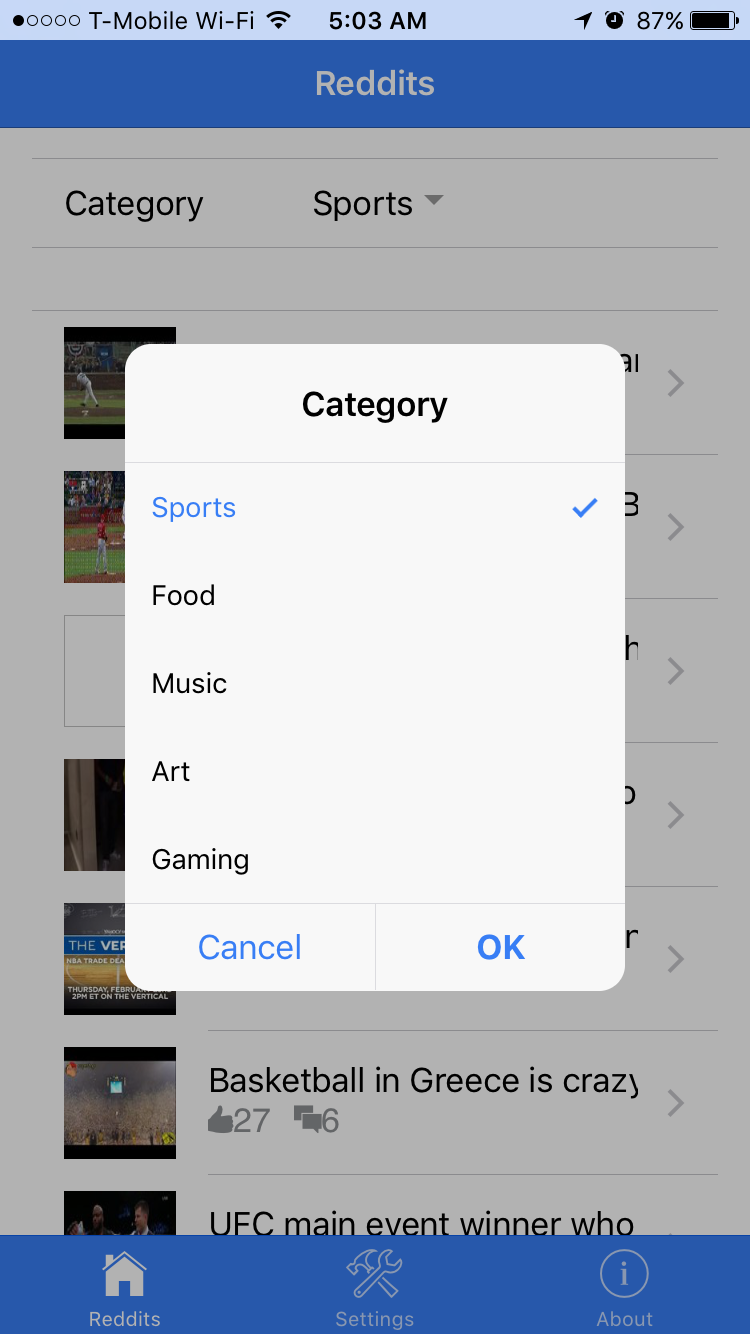 T-Mobile Wi-Fi 5:03 AM 87%
Reddits
Category Sports
Category
Sports
Food
Music
Art
Gaming
Cancel OK
THE VER
NBA TRADE DEA
THURSDAY, FEBRUAR
2PM ET ON THE VERTICAL
Basketball in Greece is crazy
27 6
UFC main event winner who
Reddits Settings About